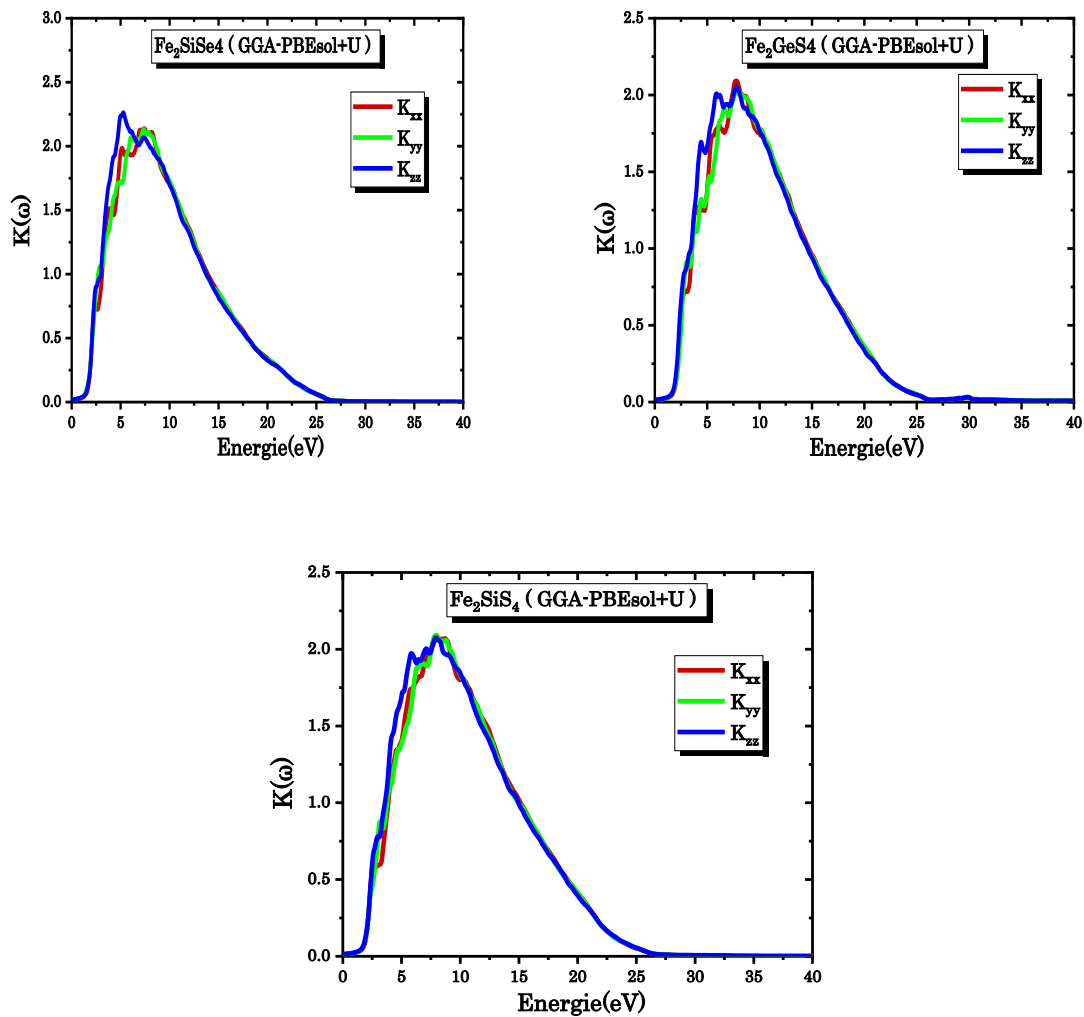 Fe2SiSe4 ( GGA-PBEsol+U )
Kxx
Kyy
Kzz
K(ω)
3.0
2.5
2.0
1.5
1.0
0.5
0.0
0 5 10 15 20 25 30 35 40
Energie(eV)
Fe2GeS4 ( GGA-PBEsol+U )
Kxx
Kyy
Kzz
K(ω)
2.5
2.0
1.5
1.0
0.5
0.0
0 5 10 15 20 25 30 35 40
Energie(eV)
Fe2SiS4 ( GGA-PBEsol+U )
Kxx
Kyy
Kzz
K(ω)
2.5
2.0
1.5
1.0
0.5
0.0
0 5 10 15 20 25 30 35 40
Energie(eV)